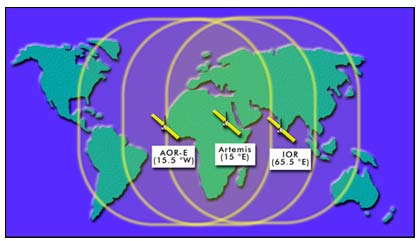 AOR-E
(15.5 °W)
Artemis
(15 °E)
IOR
(65.5 °E)